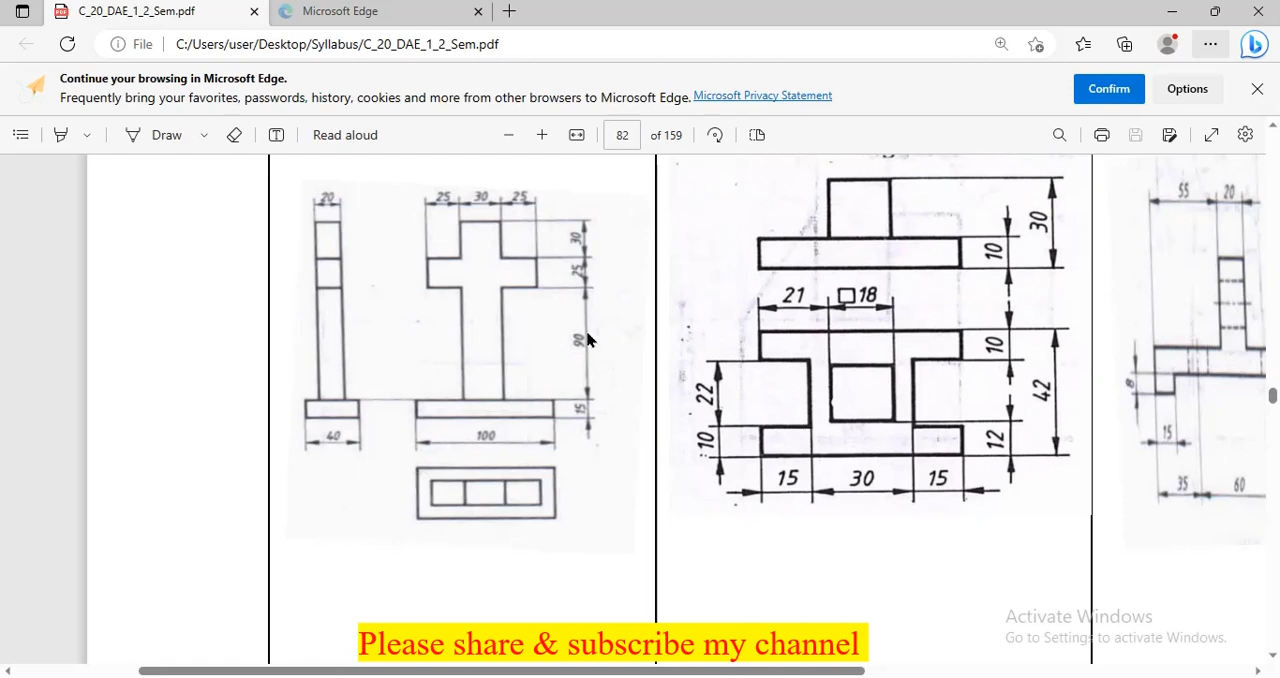 C_20_DAE_1_2_Sem.pdf
Microsoft Edge
File
C:/Users/user/Desktop/Syllabus/C_20_DAE_1_2_Sem.pdf
Continue your browsing in Microsoft Edge.
Frequently bring your favorites, passwords, history, cookies and more from other browsers to Microsoft Edge. Microsoft Privacy Statement
Confirm
Options
Draw
Read aloud
82 of 159
20
25 30 25
30
25
90
15
40
100
30
10
21 □18
10
22
42
10
12
15 30 15
55 20
8
15
35 60
Activate Windows
Go to Settings to activate Windows.
Please share & subscribe my channel